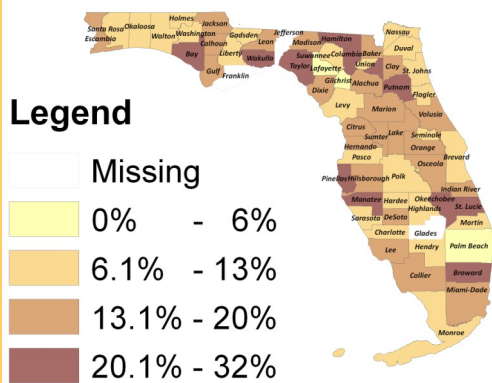 Holmes
Jackson
Santa Rosa
Okaloosa
Washington
Escambia
Walton
Calhoun
Gadsden
Jefferson
Leon
Madison
Hamilton
Nassau
Bay
Liberty
Wakulla
Taylor
Suwannee
Columbia
Baker
Duval
Gulf
Franklin
Lafayette
Union
Clay
St. Johns
Gilchrist
Dixie
Alachua
Putnam
Flagler
Levy
Marion
Volusia
Citrus
Sumter
Lake
Seminole
Hernando
Orange
Pasco
Osceola
Brevard
Pinellas
Hillsborough
Polk
Indian River
Manatee
Hardee
Okeechobee
St. Lucie
Highlands
Sarasota
DeSoto
Martin
Charlotte
Glades
Lee
Hendry
Palm Beach
Collier
Broward
Miami-Dade
Monroe
Legend
Missing
0% - 6%
6.1% - 13%
13.1% - 20%
20.1% - 32%